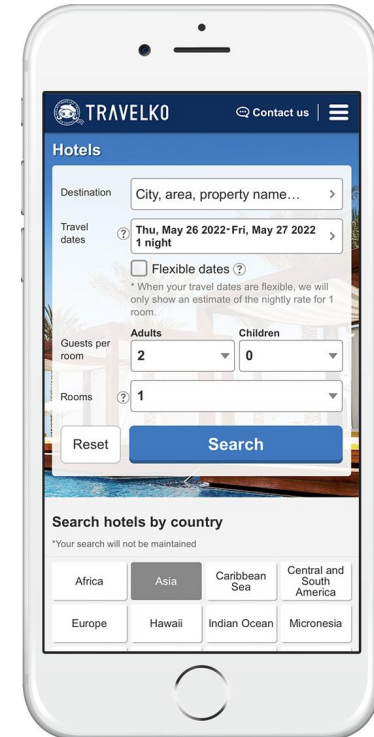 TRAVELKO
Contact us
Hotels
Destination
City, area, property name…
Travel
dates
?
Thu, May 26 2022-Fri, May 27 2022
1 night
Flexible dates ?
* When your travel dates are flexible, we will
only show an estimate of the nightly rate for 1
room.
Adults
Children
Guests per
room
2
0
Rooms
?
1
Reset
Search
Search hotels by country
*Your search will not be maintained
Africa
Asia
Caribbean
Sea
Central and
South
America
Europe
Hawaii
Indian Ocean
Micronesia